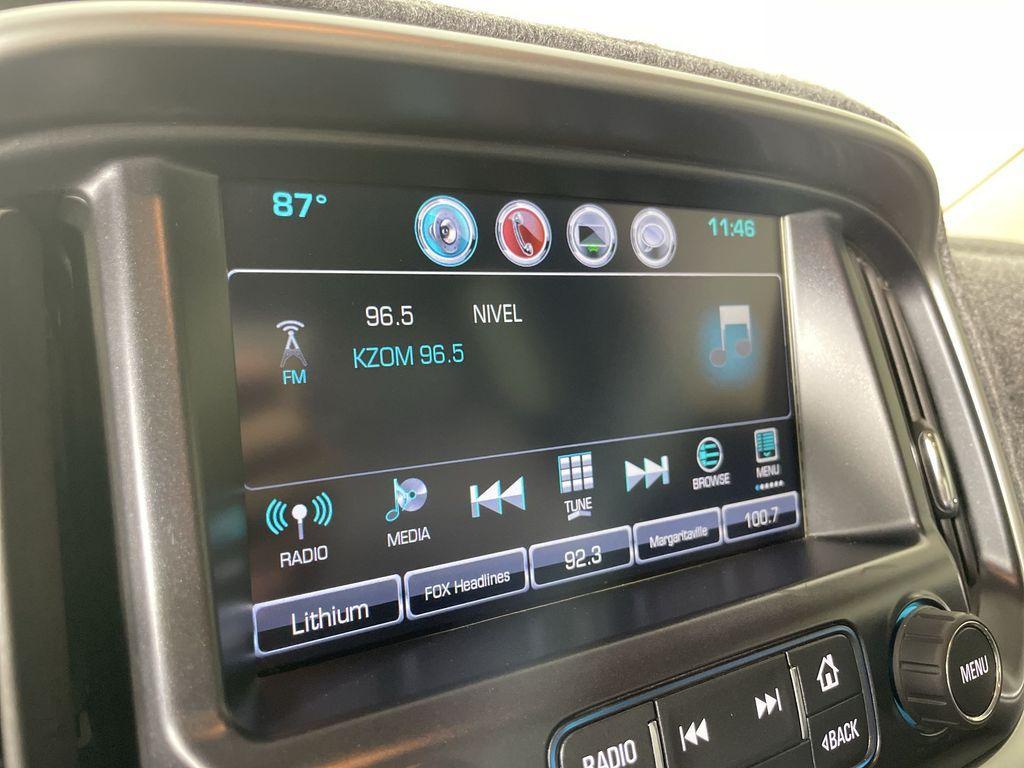 87°
11:46
96.5 NIVEL
KZOM 96.5
FM
RADIO MEDIA TUNE BROWSE MENU
Lithium FOX Headlines 92.3 Margaritaville 100.7
MENU
RADIO BACK